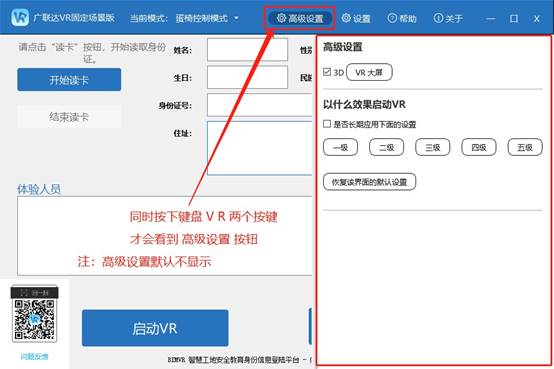 广联达VR固定场景版 当前模式: 蛋椅控制模式 高级设置 设置 帮助 关于
请点击“读卡”按钮,开始读取身份证。
开始读卡
结束读卡
姓名: 性别
生日: 民族
身份证号:
住址:
体验人员
同时按下键盘 V R 两个按键
才会看到 高级设置 按钮
注:高级设置默认不显示
扫一扫
问题反馈
启动VR
BIMVR 智慧工地安全教育身份信息登陆平台 - 广
高级设置
3D VR 大屏
以什么效果启动VR
是否长期应用下面的设置
一级 二级 三级 四级 五级
恢复该界面的默认设置